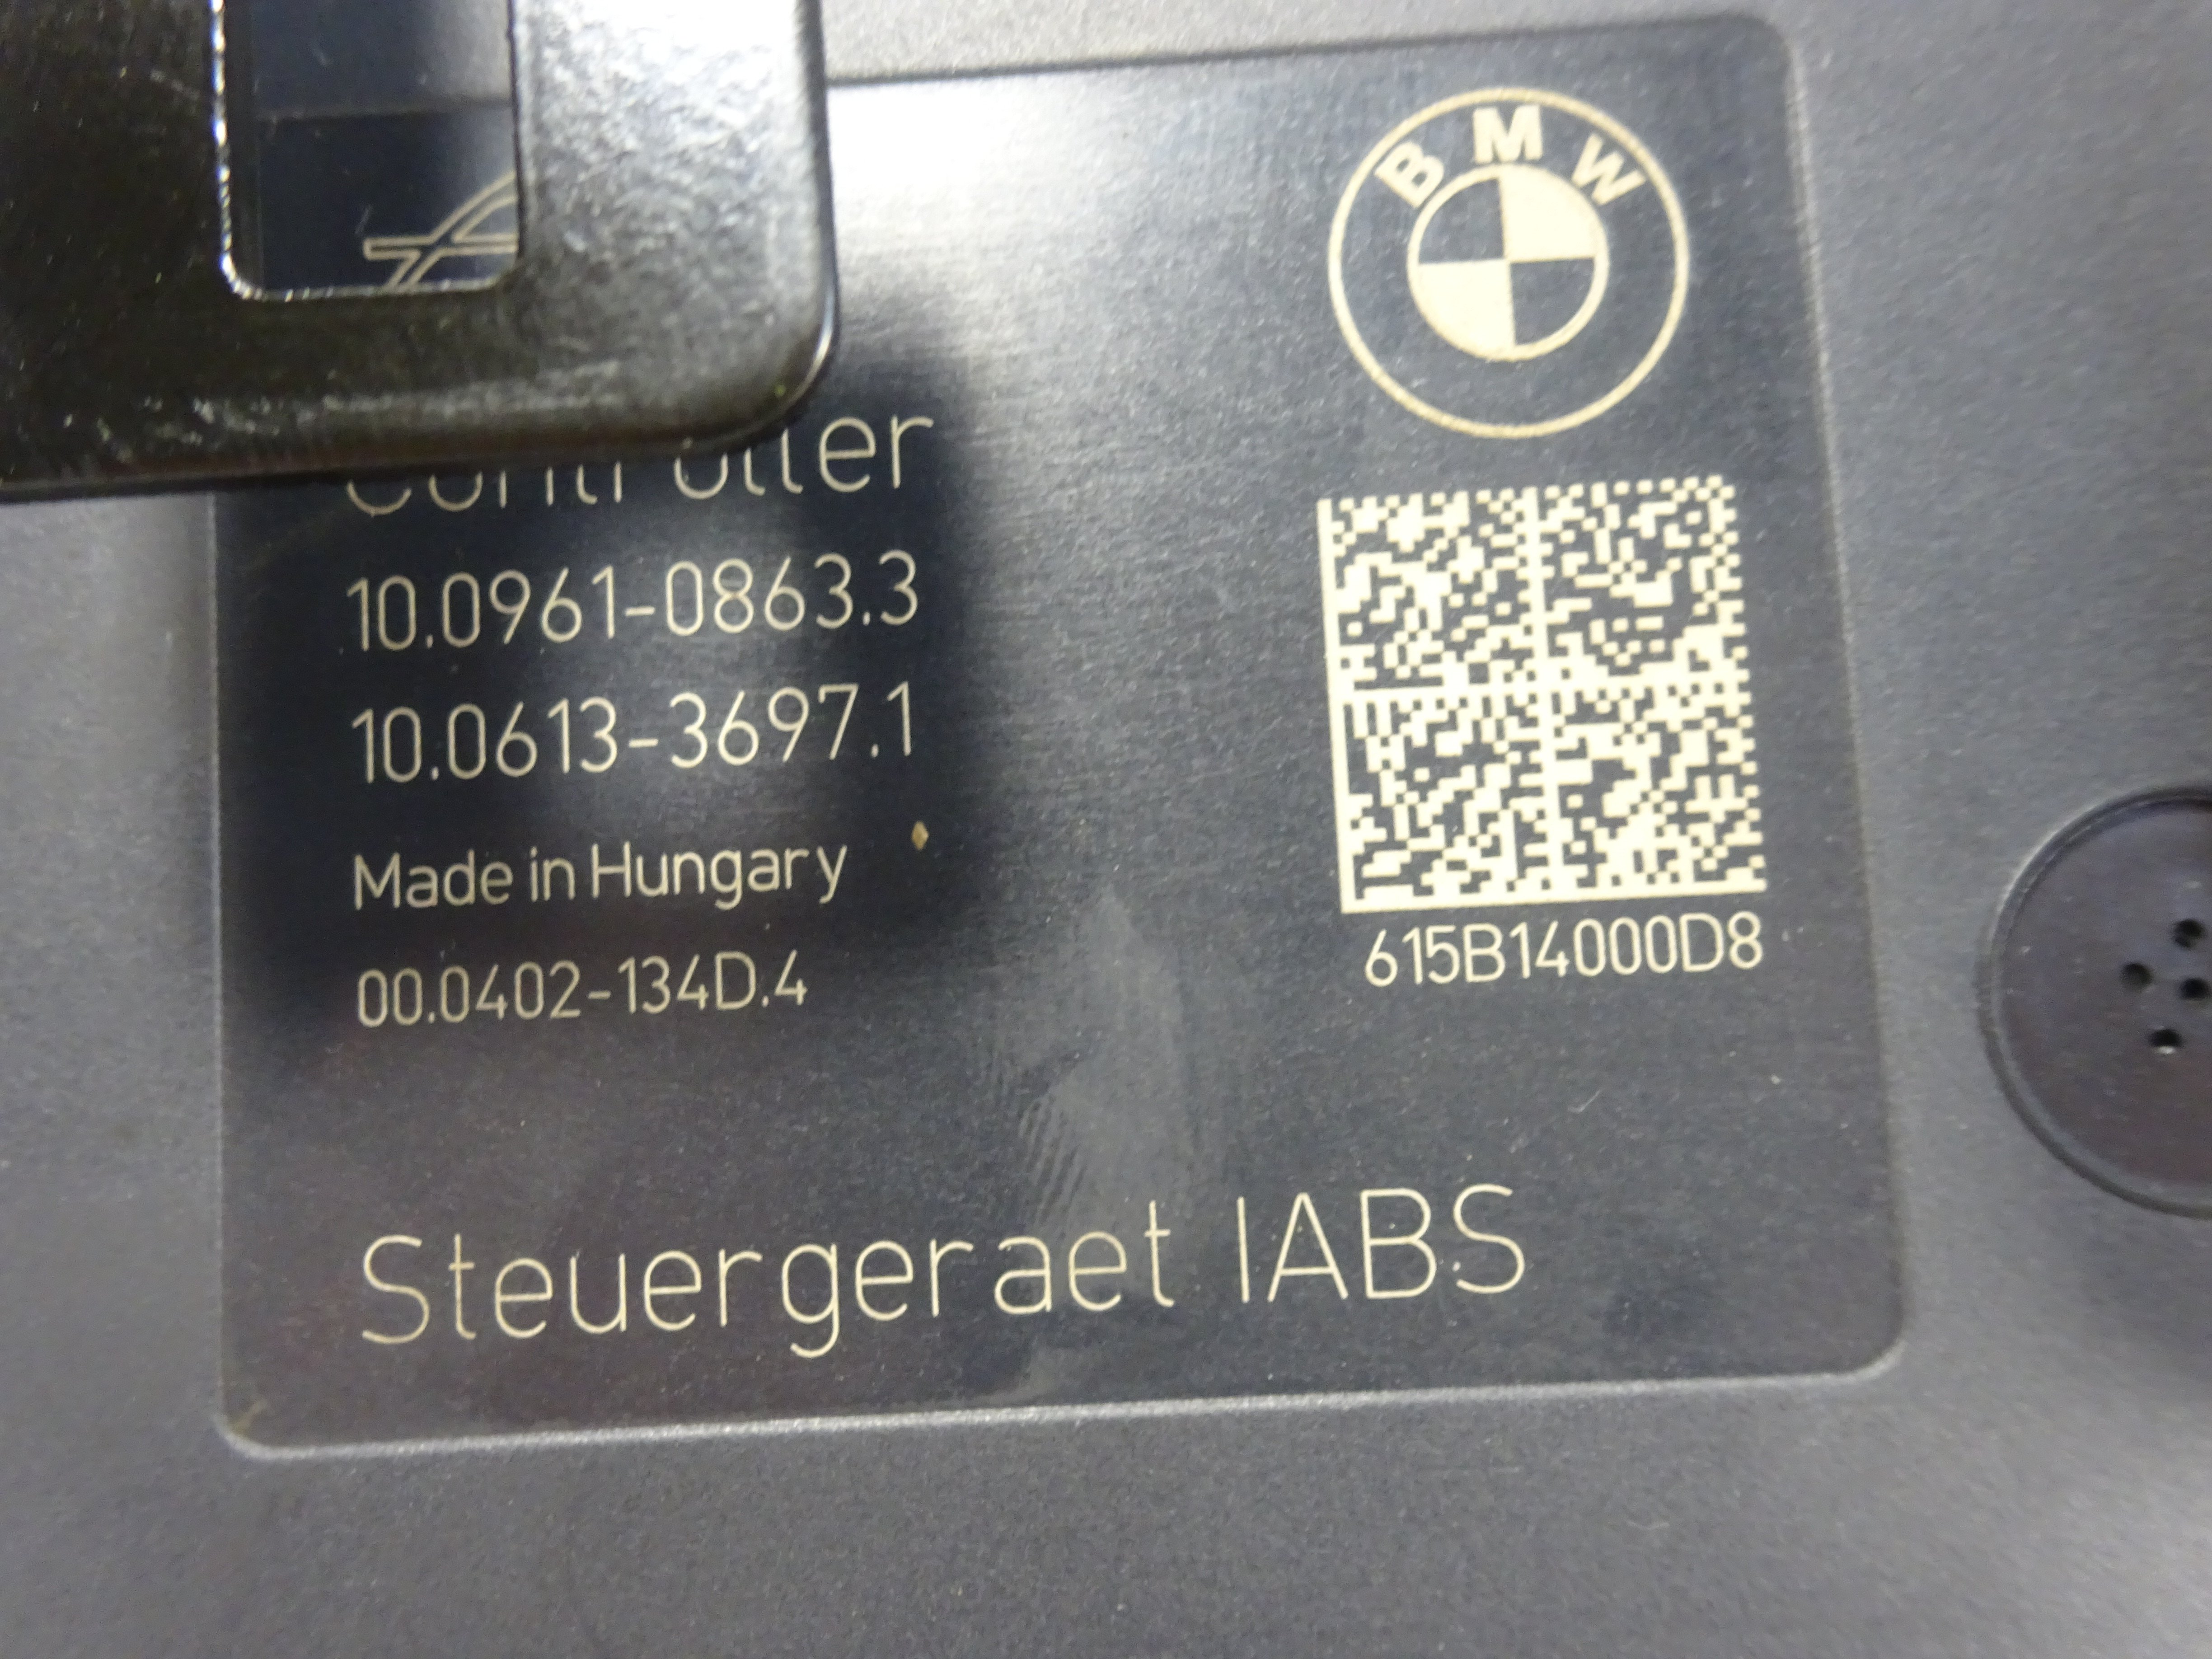 BMW
Controller
10.0961-0863.3
10.0613-3697.1
Made in Hungary
00.0402-134D.4
615B14000D8
Steuergeraet IABS